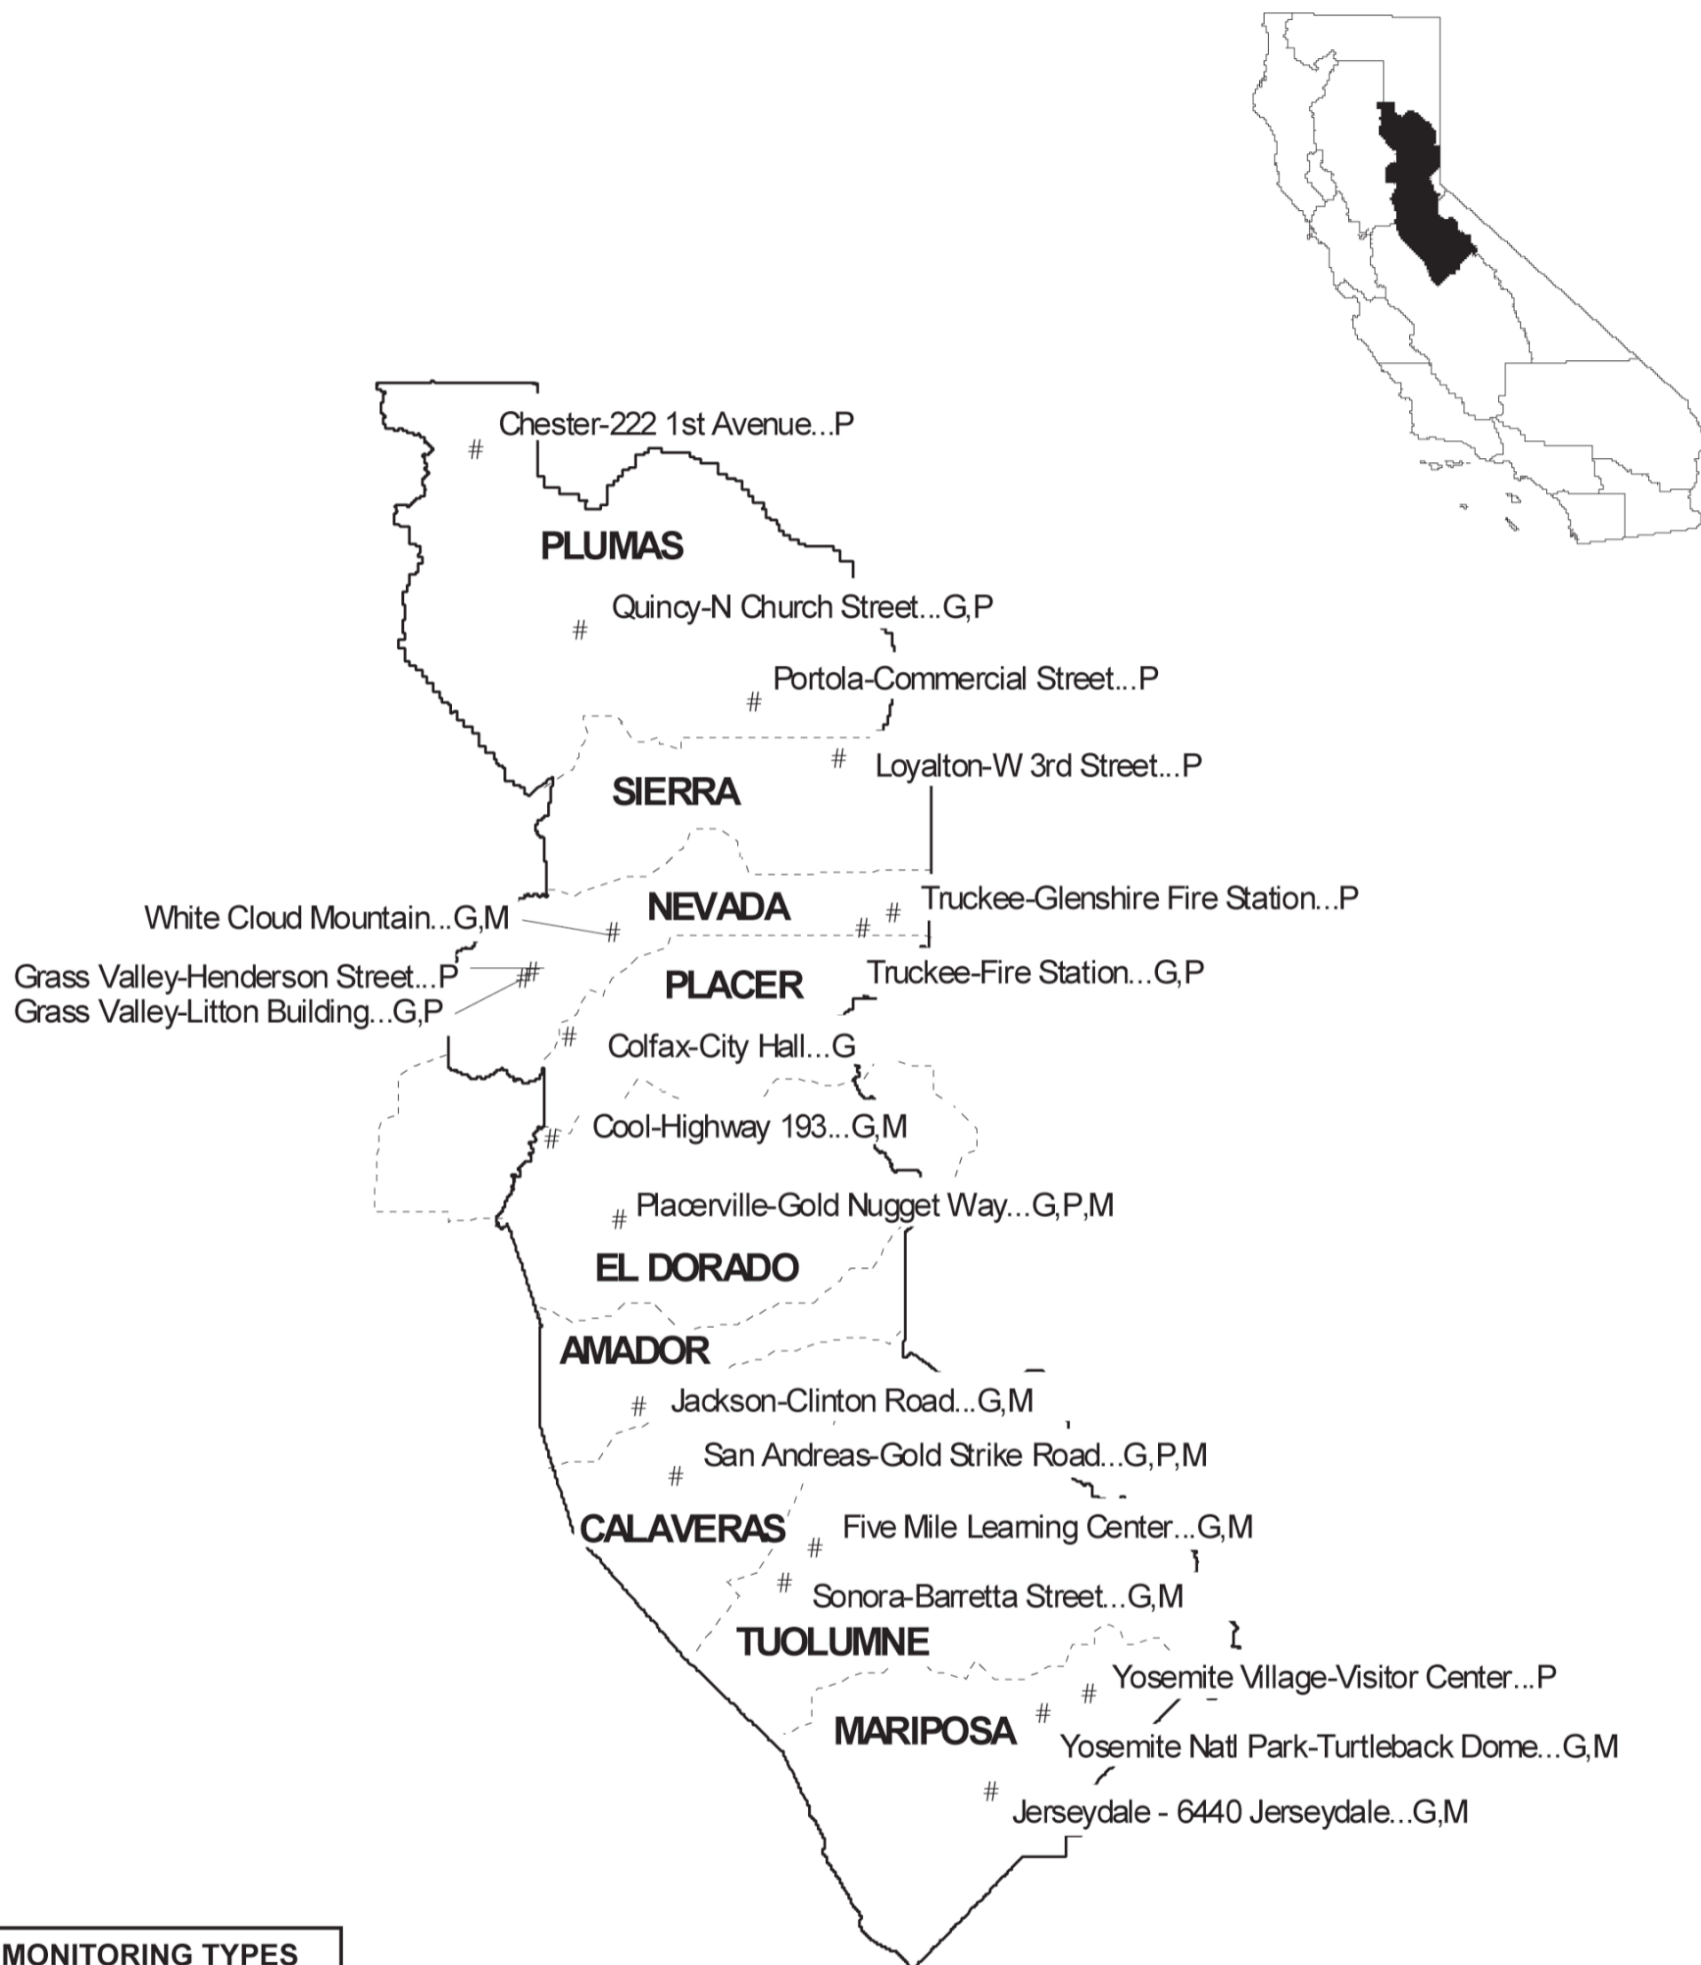 Chester-222 1st Avenue...P
#
PLUMAS
Quincy-N Church Street...G,P
#
Portola-Commercial Street...P
#
#
Loyalton-W 3rd Street...P
SIERRA
Truckee-Glenshire Fire Station...P
NEVADA
#
White Cloud Mountain...G,M
#
#
Grass Valley-Henderson Street...P
##
Truckee-Fire Station...G,P
PLACER
Grass Valley-Litton Building...G,P
#
Colfax-City Hall...G
Cool-Highway 193...G,M
#
Placerville-Gold Nugget Way...G,P,M
#
EL DORADO
AMADOR
#
Jackson-Clinton Road...G,M
San Andreas-Gold Strike Road...G,P,M
#
CALAVERAS
Five Mile Learning Center...G,M
#
#
Sonora-Barretta Street...G,M
TUOLUMNE
Yosemite Village-Visitor Center...P
#
#
MARIPOSA
Yosemite Natl Park-Turtleback Dome...G,M
#
Jerseydale - 6440 Jerseydale...G,M
MONITORING TYPES